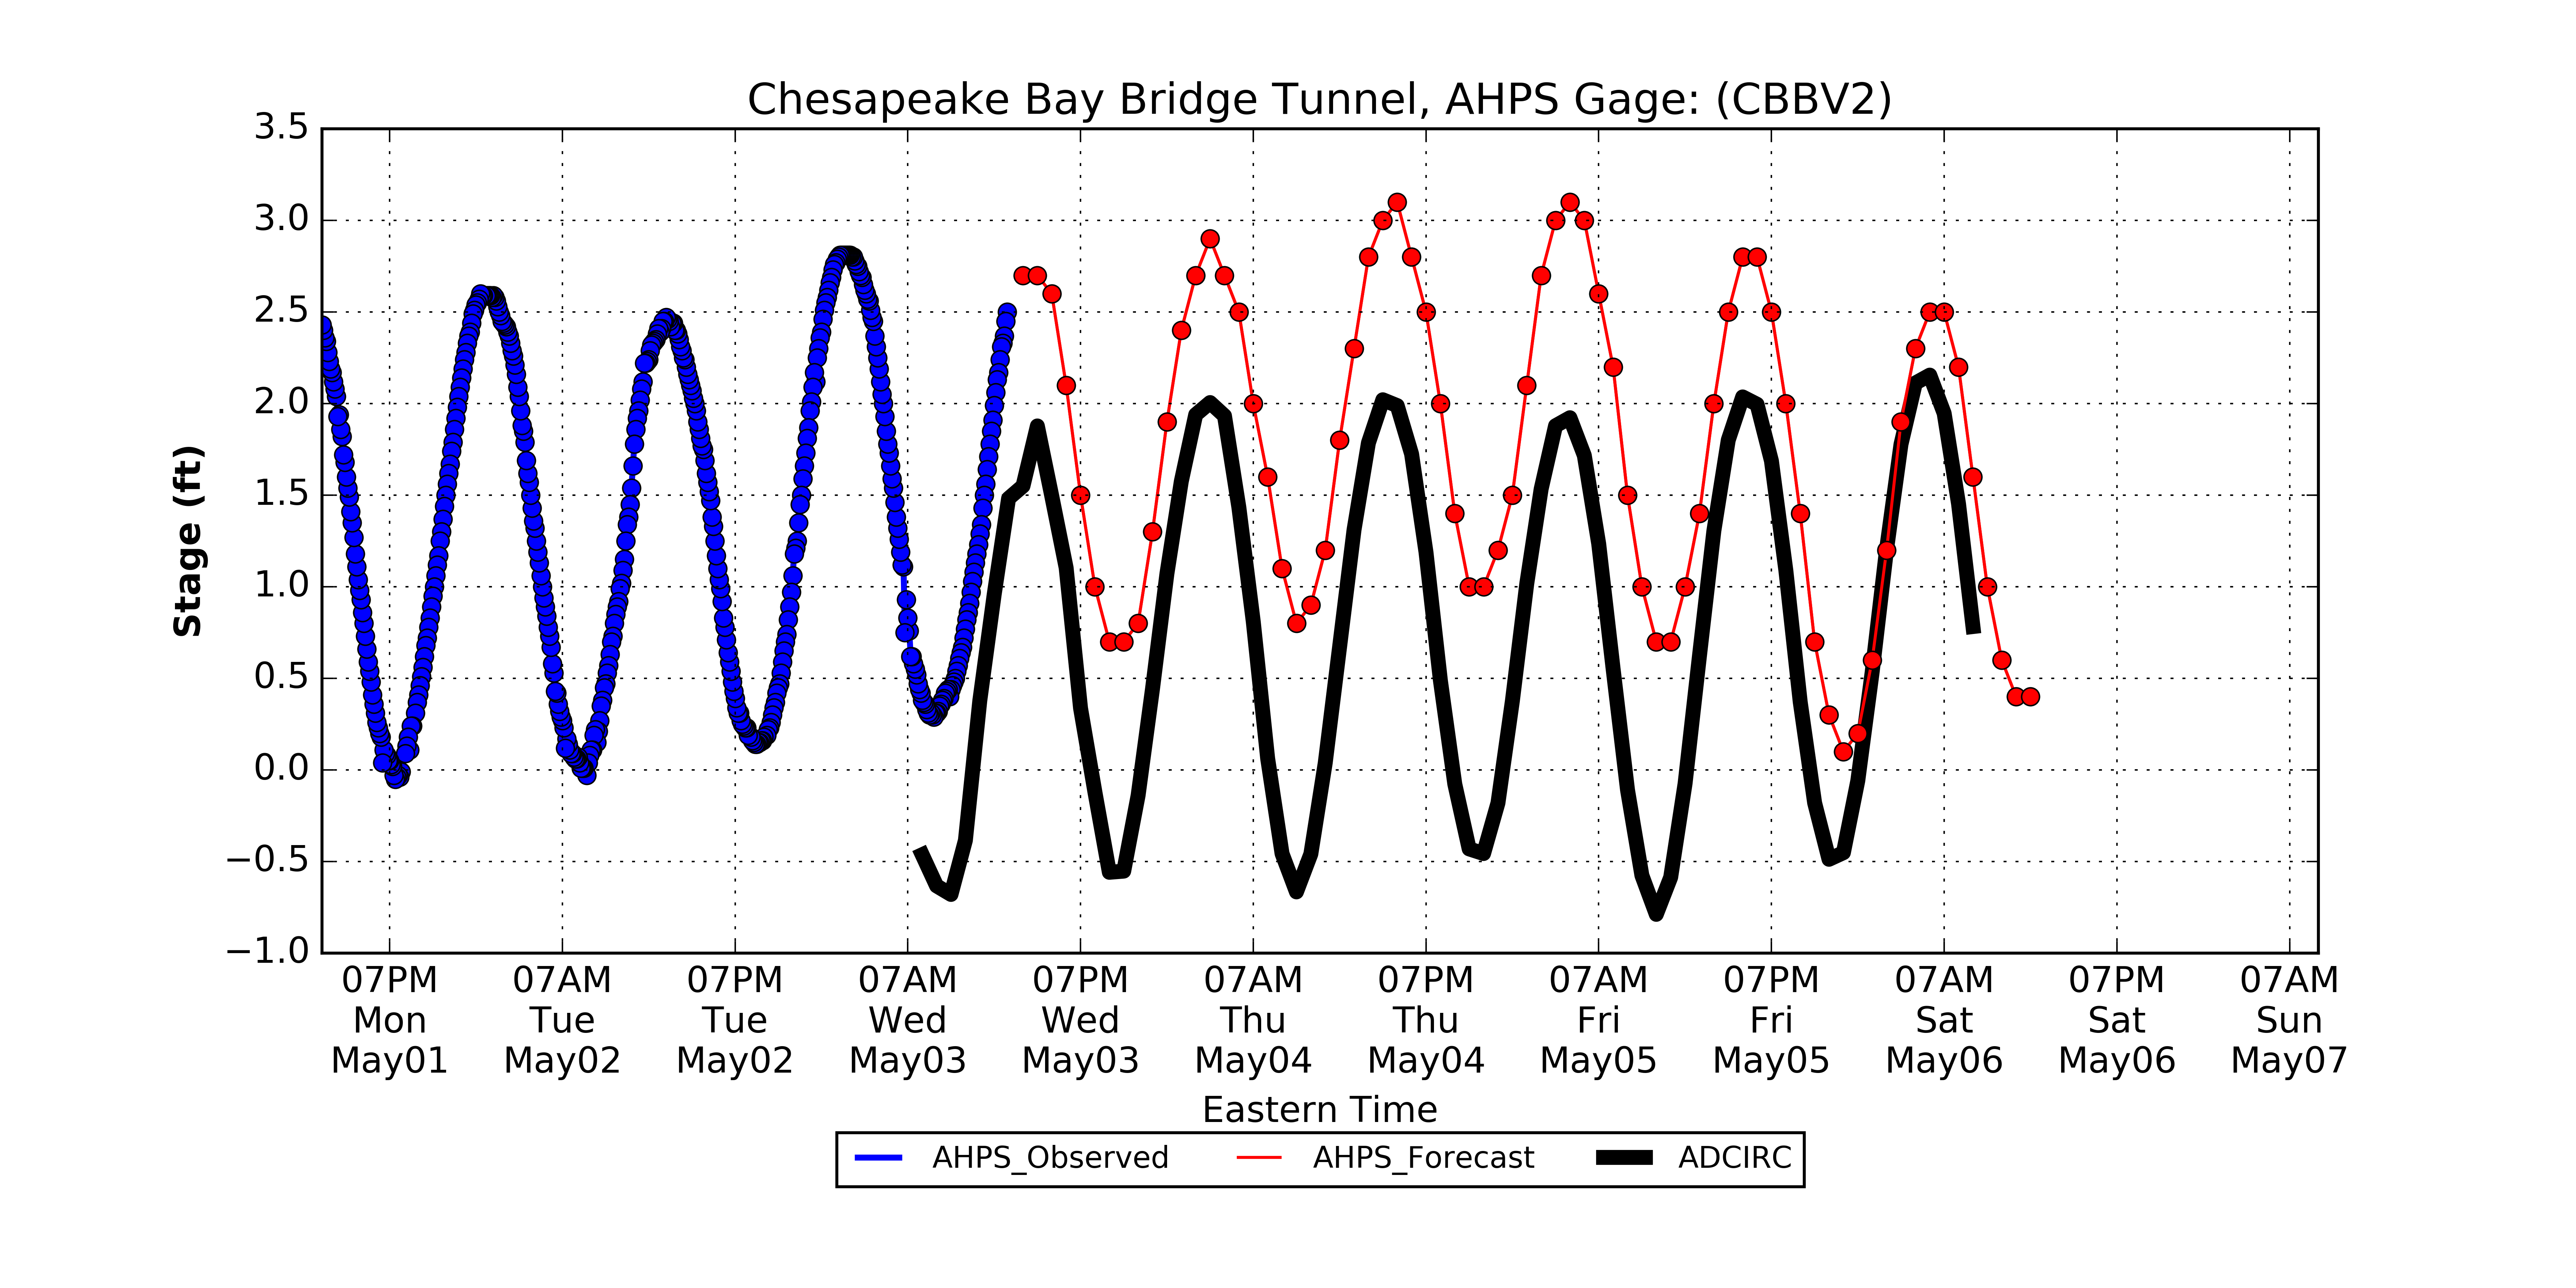 Chesapeake Bay Bridge Tunnel, AHPS Gage: (CBBV2)
3.5
3.0
2.5
2.0
1.5
1.0
0.5
0.0
−0.5
−1.0
Stage (ft)
07PM 07AM 07PM 07AM 07PM 07AM 07PM 07AM 07PM 07AM 07PM 07AM
Mon Tue Tue Wed Wed Thu Thu Fri Fri Sat Sat Sun
May01 May02 May02 May03 May03 May04 May04 May05 May05 May06 May06 May07
Eastern Time
AHPS_Observed AHPS_Forecast ADCIRC